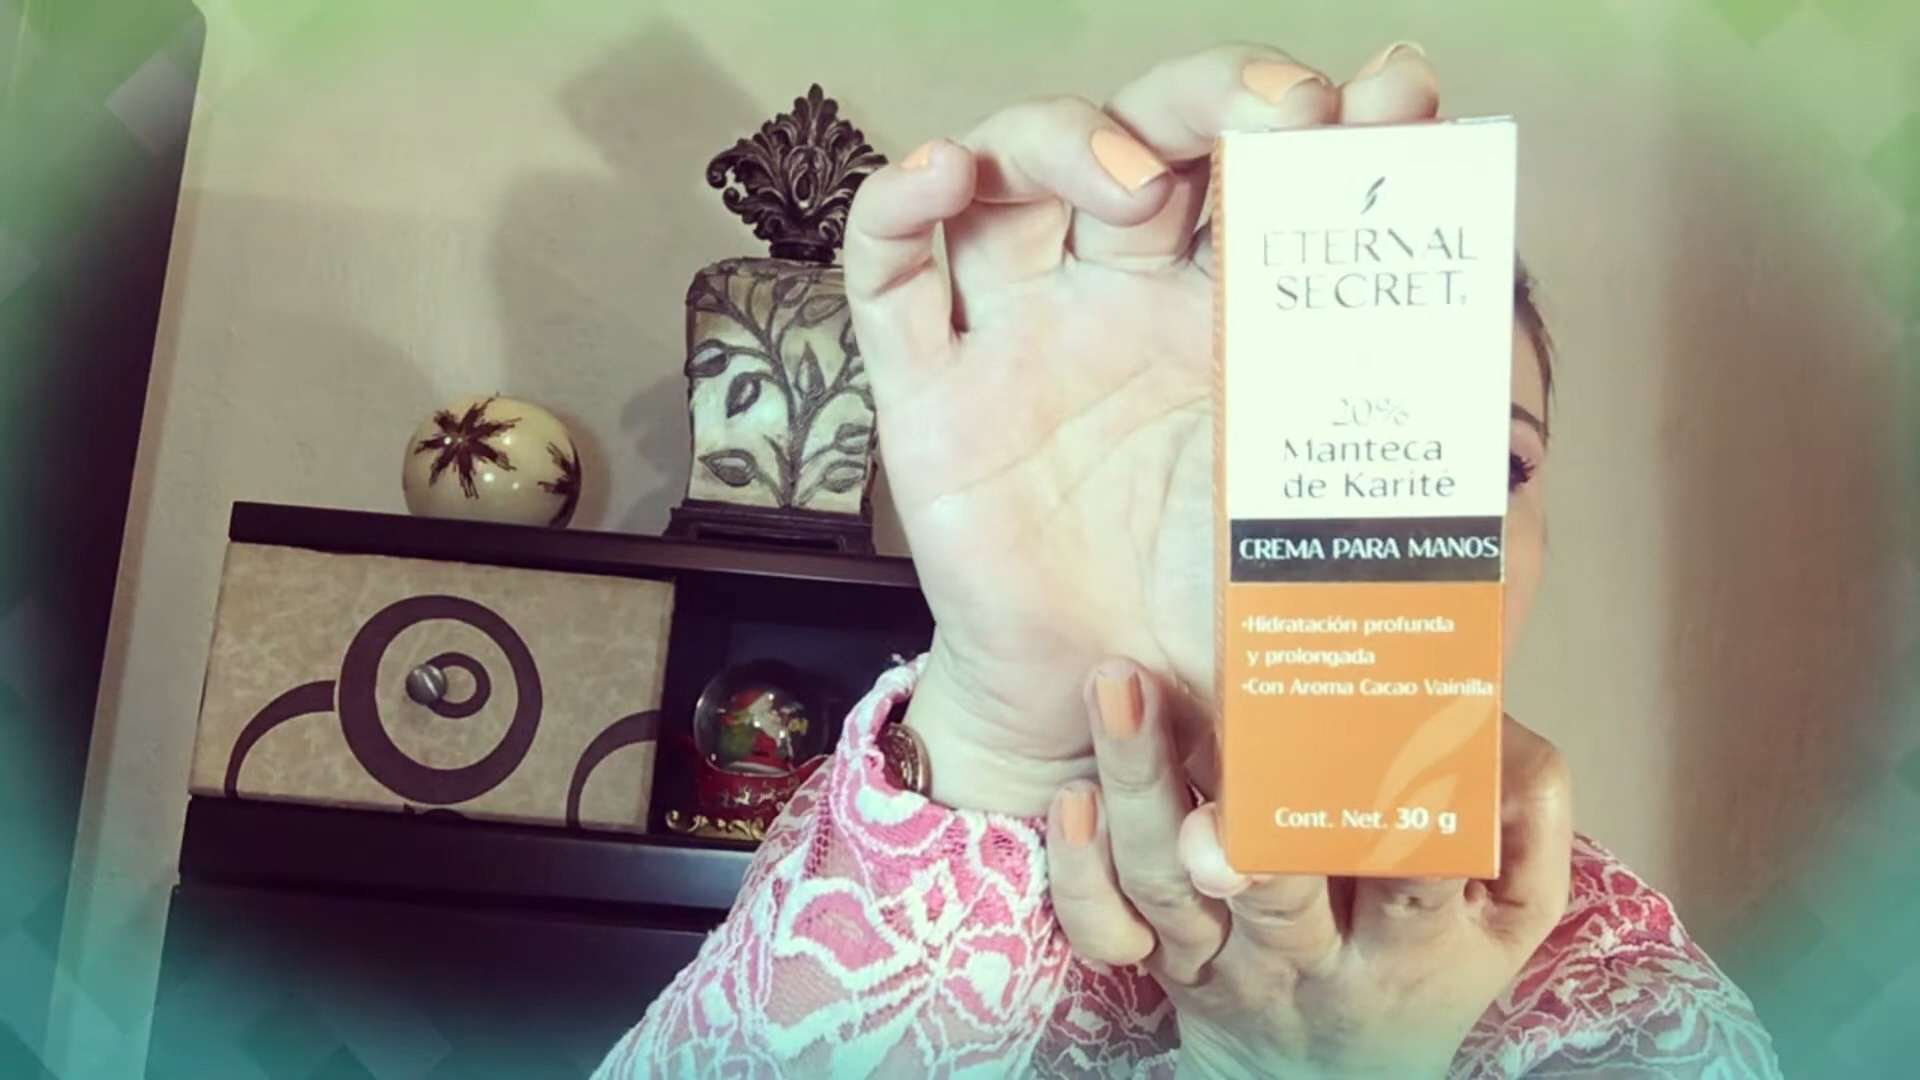 ETERNAL
SECRET
20%
Manteca
de Karité
CREMA PARA MANOS
•Hidratación profunda
y prolongada
•Con Aroma Cacao Vainilla
Cont. Net. 30 g